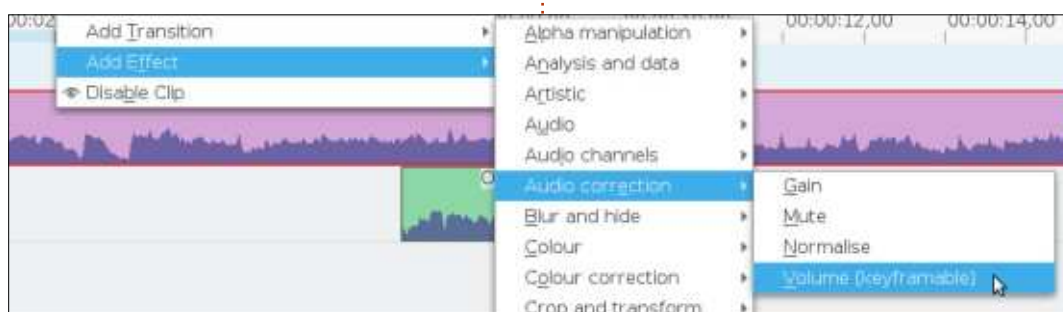 00:02
Add Transition
Add Effect
Disable Clip
Alpha manipulation
Analysis and data
Artistic
Audio
Audio channels
Audio correction
Blur and hide
Colour
Colour correction
Crop and transform
00:00:12,00
00:00:14,00
Gain
Mute
Normalise
Volume (keyframable)